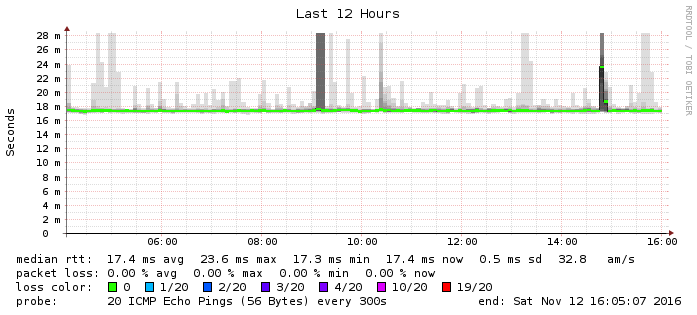 Last 12 Hours
RRDTOOL / TOBI OETIKER
Seconds
28 m
26 m
24 m
22 m
20 m
18 m
16 m
14 m
12 m
10 m
8 m
6 m
4 m
2 m
0
06:00 08:00 10:00 12:00 14:00 16:00
median rtt: 17.4 ms avg 23.6 ms max 17.3 ms min 17.4 ms now 0.5 ms sd 32.8 am/s
packet loss: 0.00 % avg 0.00 % max 0.00 % min 0.00 % now
loss color: 0 1/20 2/20 3/20 4/20 10/20 19/20
probe: 20 ICMP Echo Pings (56 Bytes) every 300s end: Sat Nov 12 16:05:07 2016